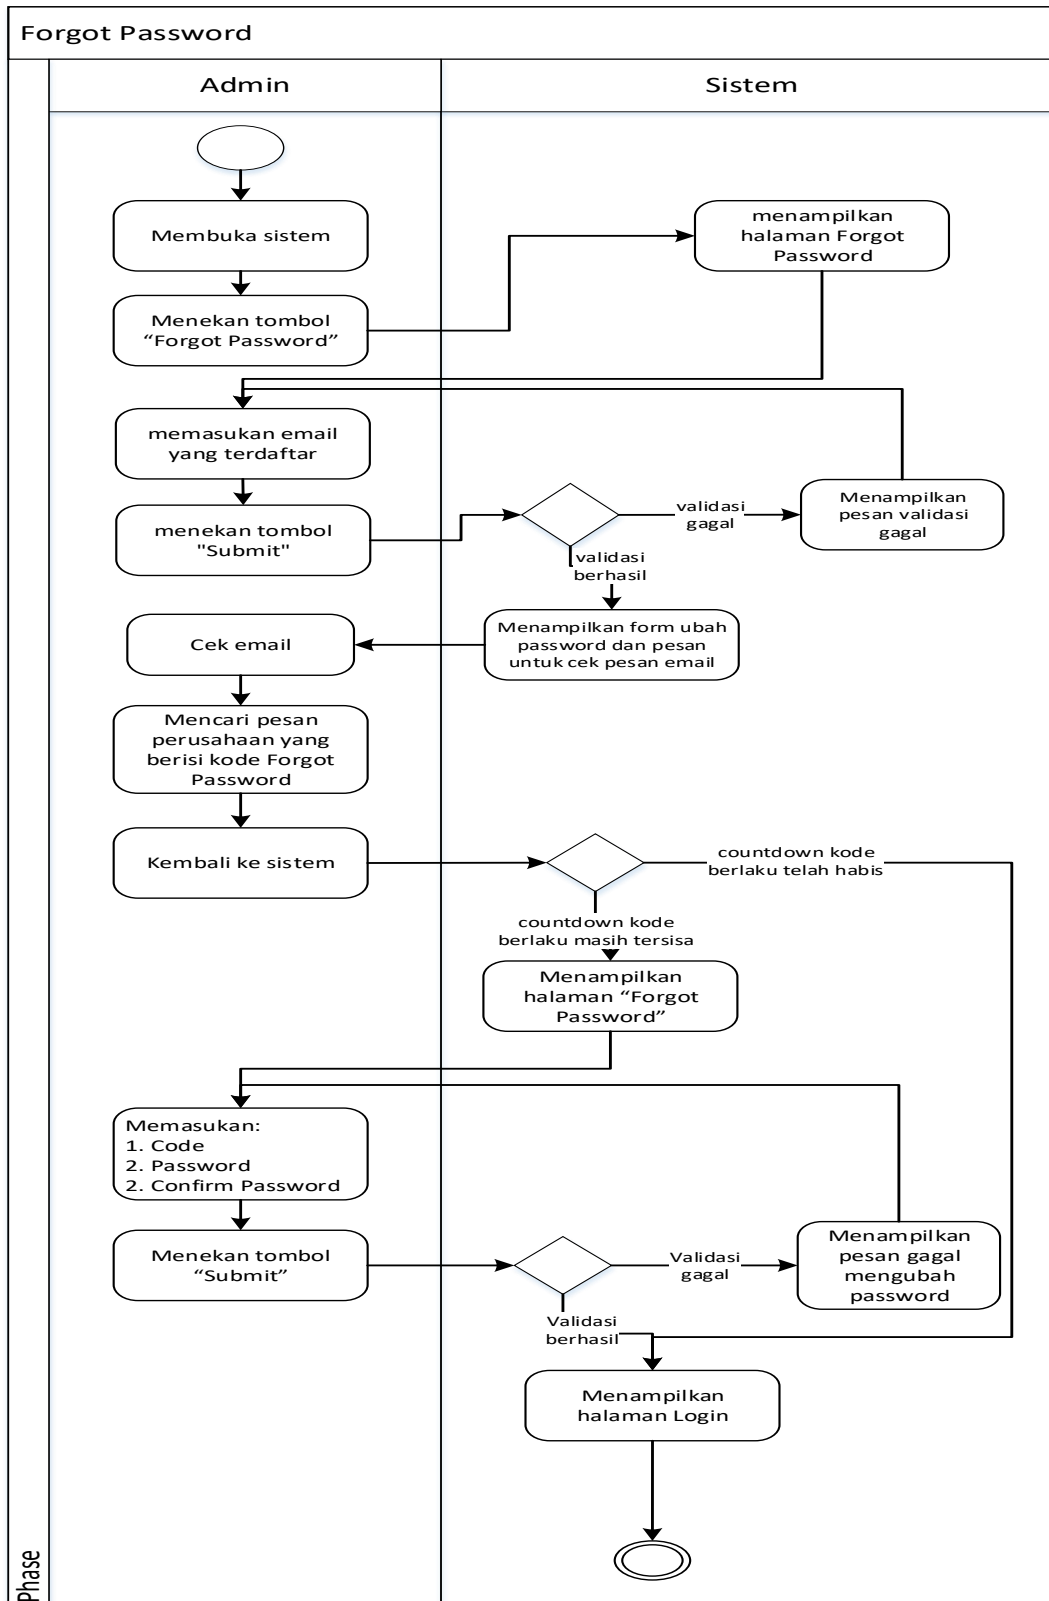 Forgot Password
Admin
Sistem
Membuka sistem
menampilkan
halaman Forgot
Password
Menekan tombol
“Forgot Password”
memasukan email
yang terdaftar
menekan tombol
"Submit"
validasi
gagal
Menampilkan
pesan validasi
gagal
validasi
berhasil
Menampilkan form ubah
password dan pesan
untuk cek pesan email
Cek email
Mencari pesan
perusahaan yang
berisi kode Forgot
Password
Kembali ke sistem
countdown kode
berlaku telah habis
countdown kode
berlaku masih tersisa
Menampilkan
halaman “Forgot
Password”
Memasukan:
1. Code
2. Password
2. Confirm Password
Menekan tombol
“Submit”
Validasi
gagal
Menampilkan
pesan gagal
mengubah
password
Validasi
berhasil
Menampilkan
halaman Login
Phase